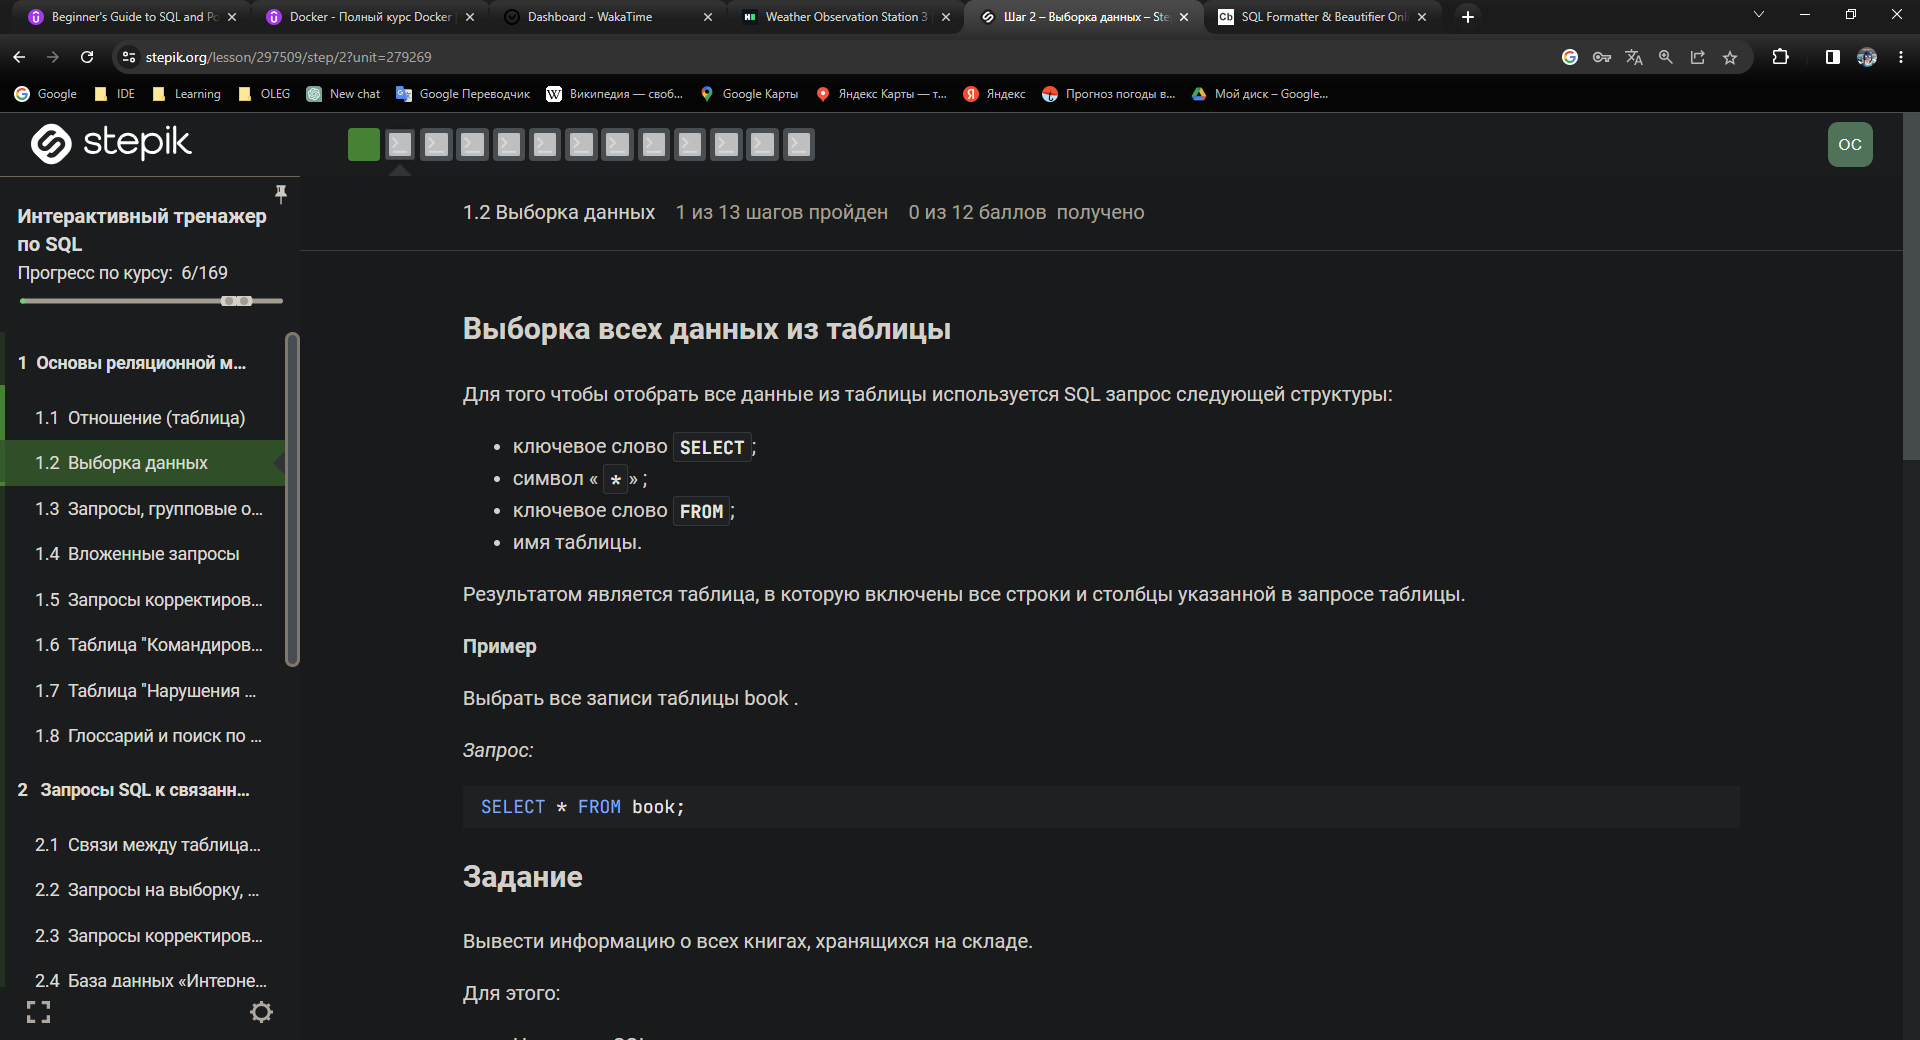 Beginner's Guide to SQL and Po
Docker - Полный курс Docker
Dashboard - WakaTime
Weather Observation Station 3
Шаг 2 – Выборка данных – Ste
Cb
SQL Formatter & Beautifier Onli
stepik.org/lesson/297509/step/2?unit=279269
Google
IDE
Learning
OLEG
New chat
Google Переводчик
W
Википедия — своб...
Google Карты
Яндекс Карты — т...
Я
Яндекс
Прогноз погоды в...
Мой диск – Google...
stepik
OC
Интерактивный тренажер
по SQL
Прогресс по курсу: 6/169
1 Основы реляционной м...
1.1 Отношение (таблица)
1.2 Выборка данных
1.3 Запросы, групповые о...
1.4 Вложенные запросы
1.5 Запросы корректиров...
1.6 Таблица "Командиров...
1.7 Таблица "Нарушения ...
1.8 Глоссарий и поиск по ...
2 Запросы SQL к связанн...
2.1 Связи между таблица...
2.2 Запросы на выборку, ...
2.3 Запросы корректиров...
2.4 База данных «Интерне...
1.2 Выборка данных 1 из 13 шагов пройден 0 из 12 баллов получено
Выборка всех данных из таблицы
Для того чтобы отобрать все данные из таблицы используется SQL запрос следующей структуры:
• ключевое слово SELECT;
• символ « * » ;
• ключевое слово FROM;
• имя таблицы.
Результатом является таблица, в которую включены все строки и столбцы указанной в запросе таблицы.
Пример
Выбрать все записи таблицы book .
Запрос:
SELECT * FROM book;
Задание
Вывести информацию о всех книгах, хранящихся на складе.
Для этого: